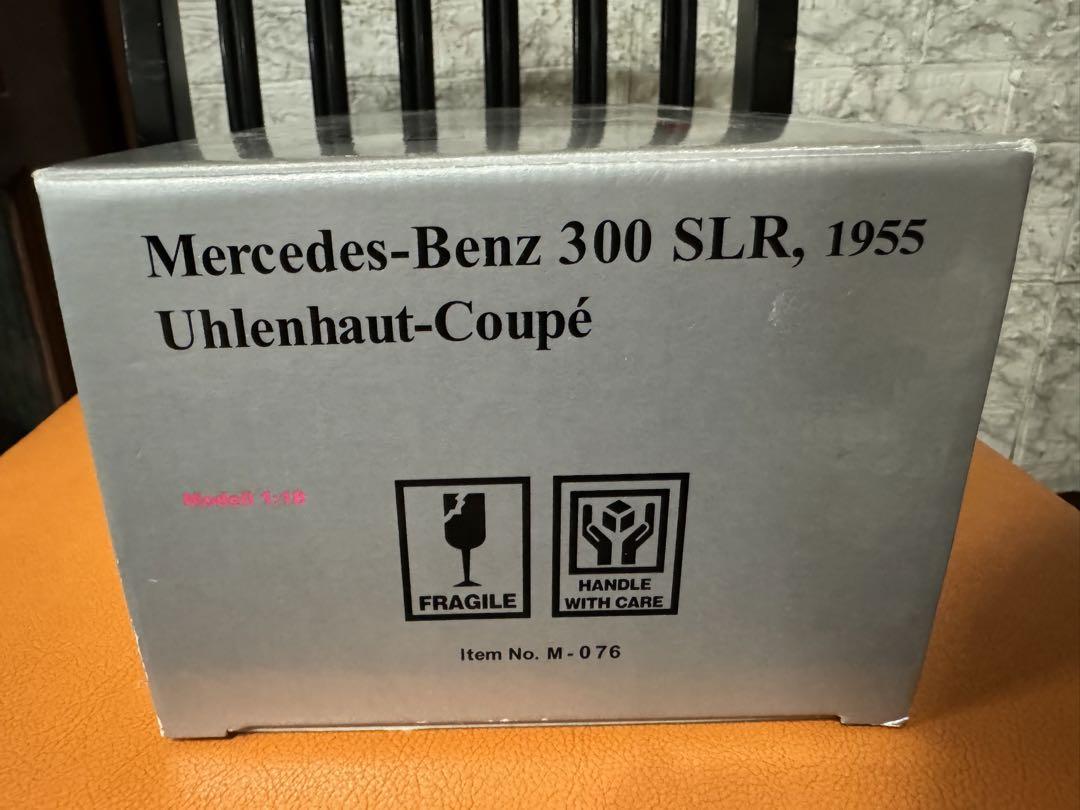 Mercedes-Benz 300 SLR, 1955
Uhlenhaut-Coupé
Modell 1:18
FRAGILE
HANDLE
WITH CARE
Item No. M-076